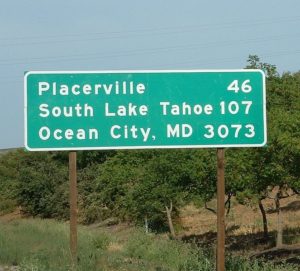 Placerville 46
South Lake Tahoe 107
Ocean City, MD 3073